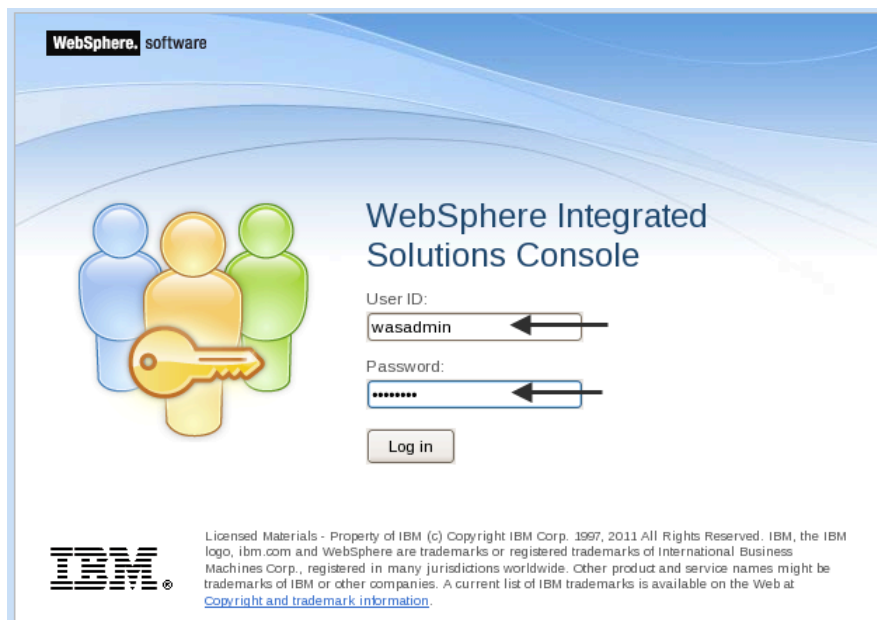 WebSphere. software
WebSphere Integrated
Solutions Console
User ID:
wasadmin
Password:
••••••••
Log in
Licensed Materials - Property of IBM (c) Copyright IBM Corp. 1997, 2011 All Rights Reserved. IBM, the IBM
logo, ibm.com and WebSphere are trademarks or registered trademarks of International Business
Machines Corp., registered in many jurisdictions worldwide. Other product and service names might be
trademarks of IBM or other companies. A current list of IBM trademarks is available on the Web at
Copyright and trademark information.
IBM®